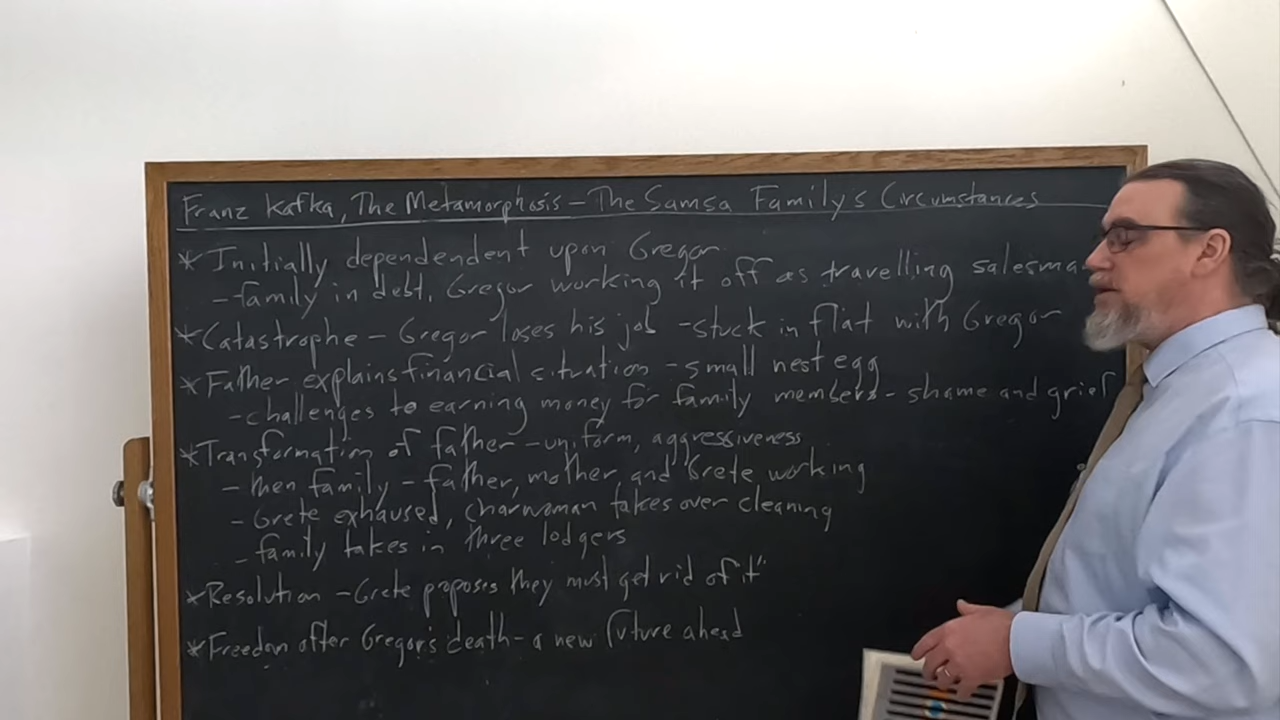 Franz Kafka, The Metamorphosis – The Samsa Family's Circumstances
* Initially dependendent upon Gregor
- family in debt, Gregor working it off as travelling salesma
* Catastrophe – Gregor loses his job - stuck in flat with Gregor
* Father explains financial situation - small nest egg
- challenges to earning money for family members - shame and grief
* Transformation of father - uniform, aggressiveness
- then family - father, mother, and Grete working
- Grete exhaused, charwoman takes over cleaning
- family takes in three lodgers
* Resolution - Grete proposes they must get rid of "it"
* Freedom after Gregor's death - a new future ahead